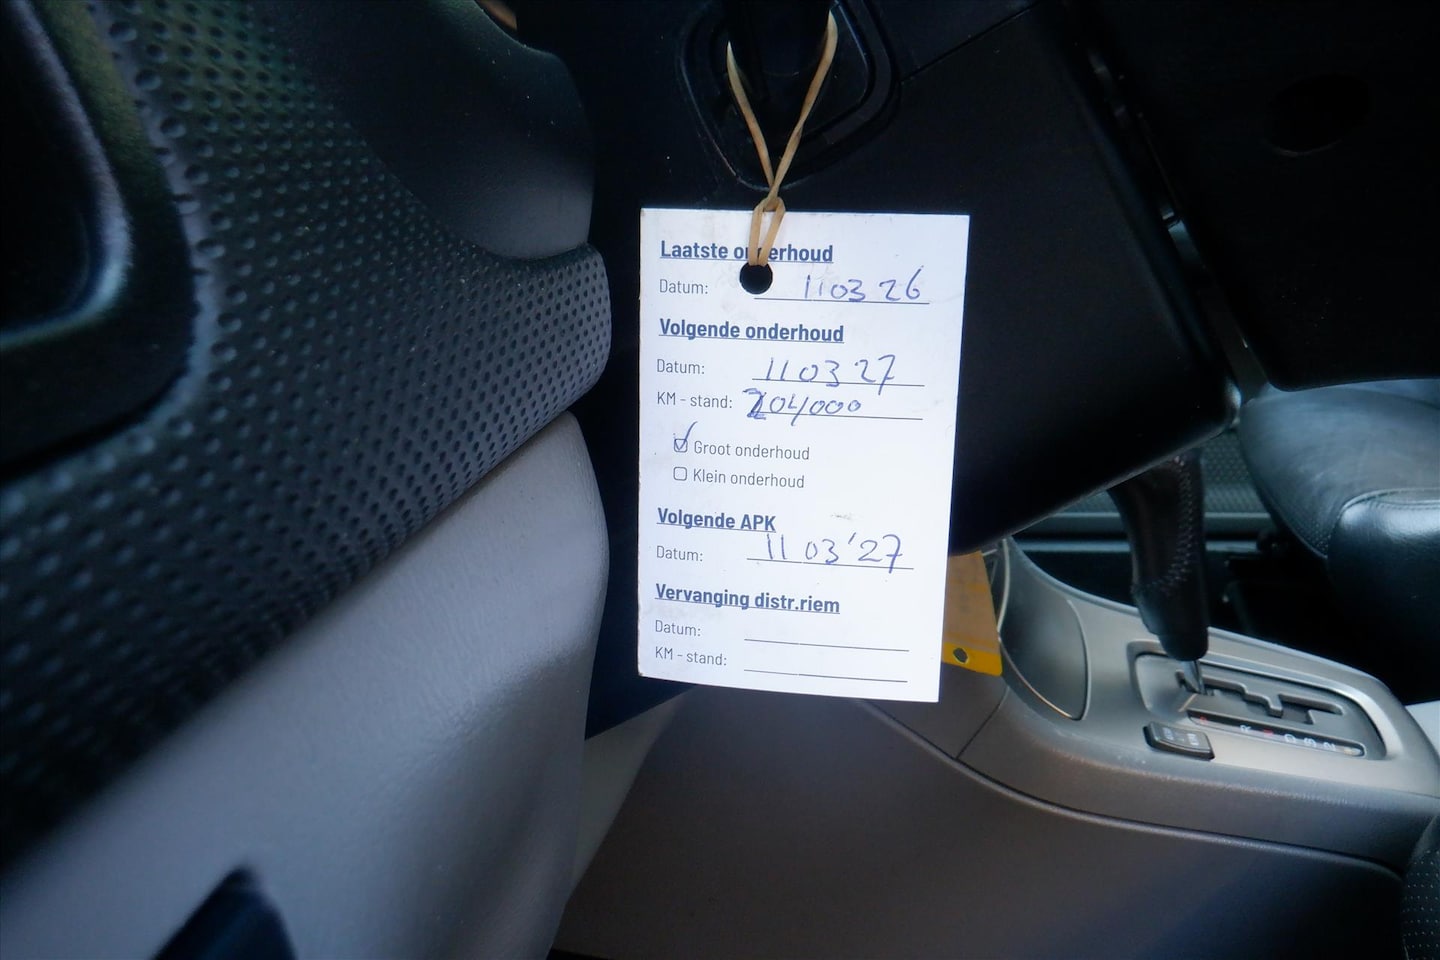 Laatste onderhoud
Datum: 11 03 26
Volgende onderhoud
Datum: 11 03 '27
KM - stand: 204000
Groot onderhoud
Klein onderhoud
Volgende APK
Datum: 11 03 '27
Vervanging distr.riem
Datum:
KM - stand: